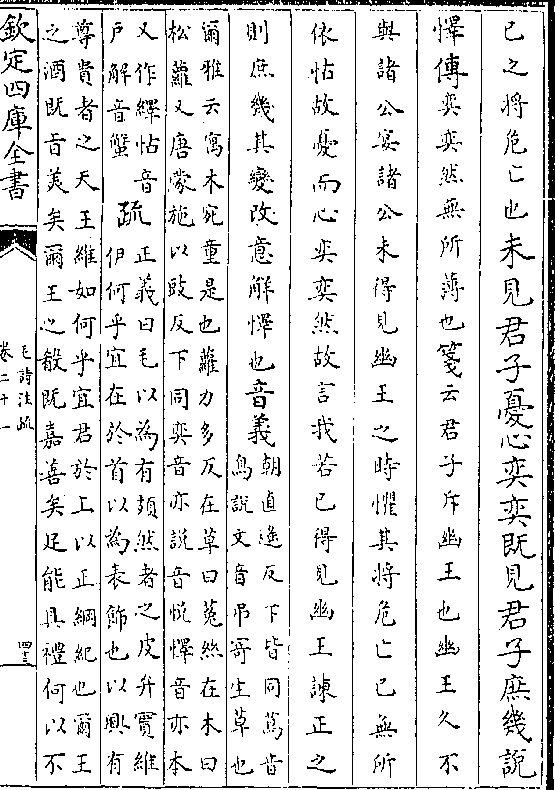 已之將危亡也未見君子憂心奕奕既見君子庶幾說
懌傳奕奕然無所薄也箋云君子斥幽王也幽王久不
與諸公宴諸公未得見幽王之時懼其將危亡已無所
依怙故憂而心奕奕然故言我若已得見幽王諫正之
則庶幾其變改意解懌也音義
朝直遙反下皆同蔦音
鳥說文音吊寄生草也
爾雅云寓木宛童是也蘿力多反在草曰菟絲在木曰
松蘿又唐蒙施以豉反下同奕音亦說音悅懌音亦本
又作繹怙音
戶解音蟹
疏
正義曰毛以為有頍然者之皮弁實維
伊何乎宜在於首以為表飾也以興有
尊貴者之天王維如何乎宜君於上以正綱紀也爾王
之酒既旨美矣爾王之殽既嘉善矣足能具禮何以不
欽定四庫全書
毛詩注疏
卷二十一
四十三